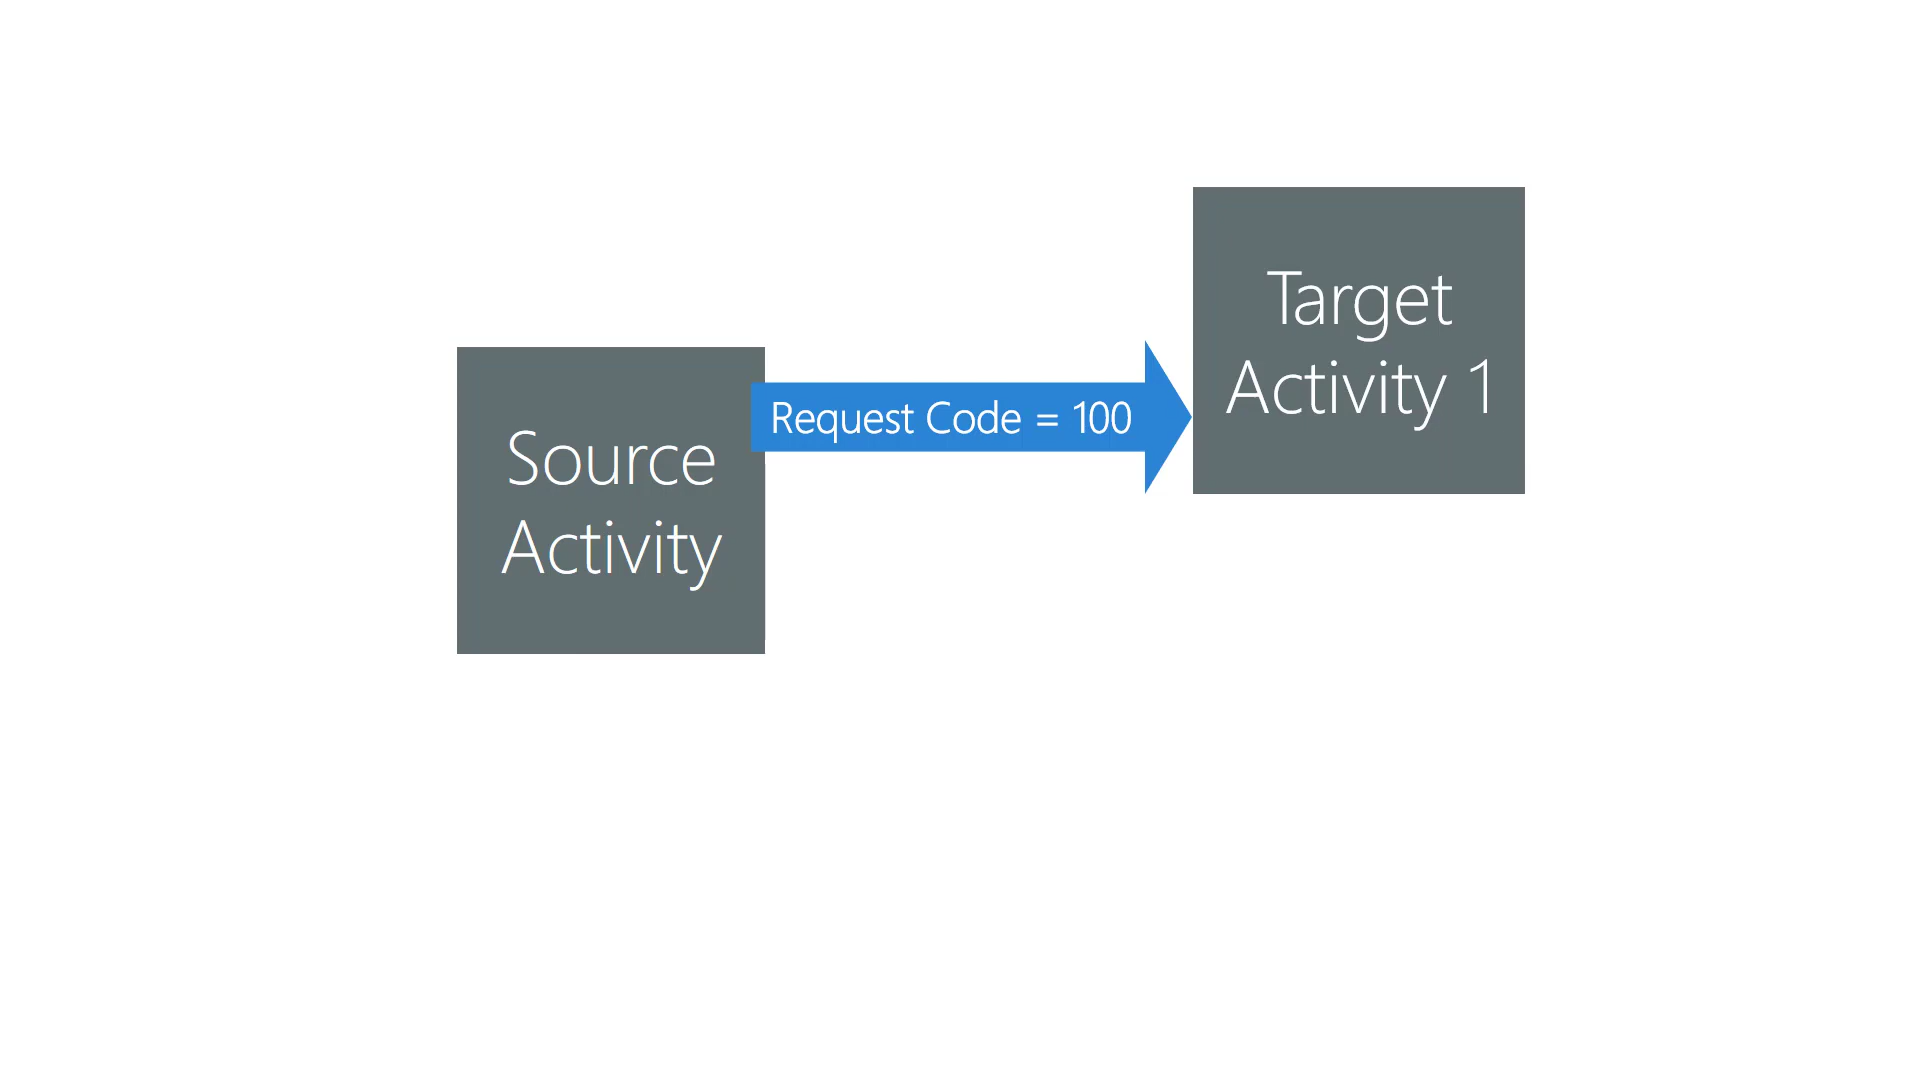 Source
Activity
Request Code = 100
Target
Activity 1